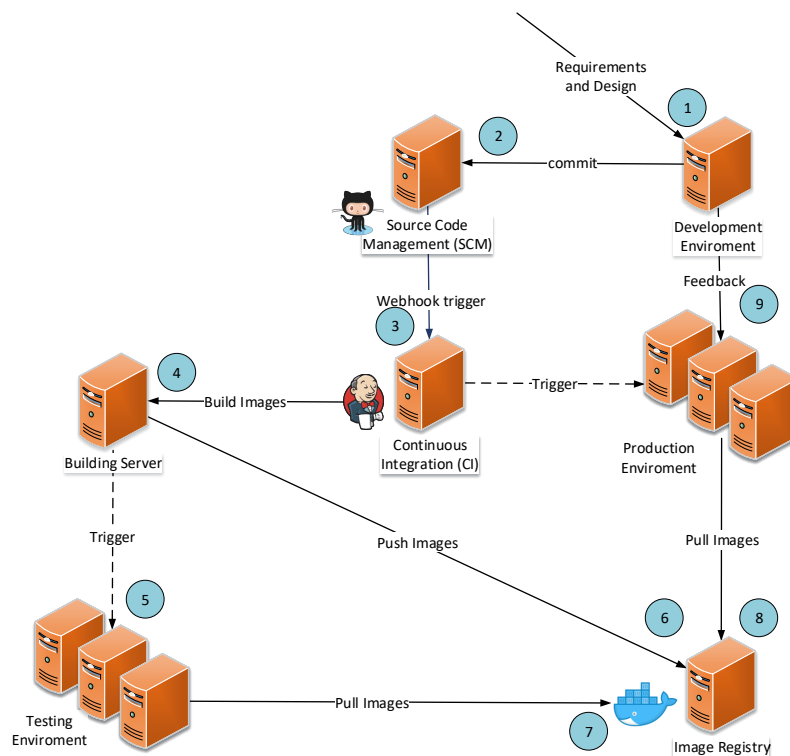 Requirements
and Design
1
2
commit
Source Code
Management (SCM)
Development
Enviroment
Feedback
Webhook trigger
9
3
4
Trigger
Build Images
Continuous
Integration (CI)
Production
Enviroment
Building Server
Trigger
Push Images
Pull Images
5
6
8
Pull Images
7
Testing
Enviroment
Image Registry